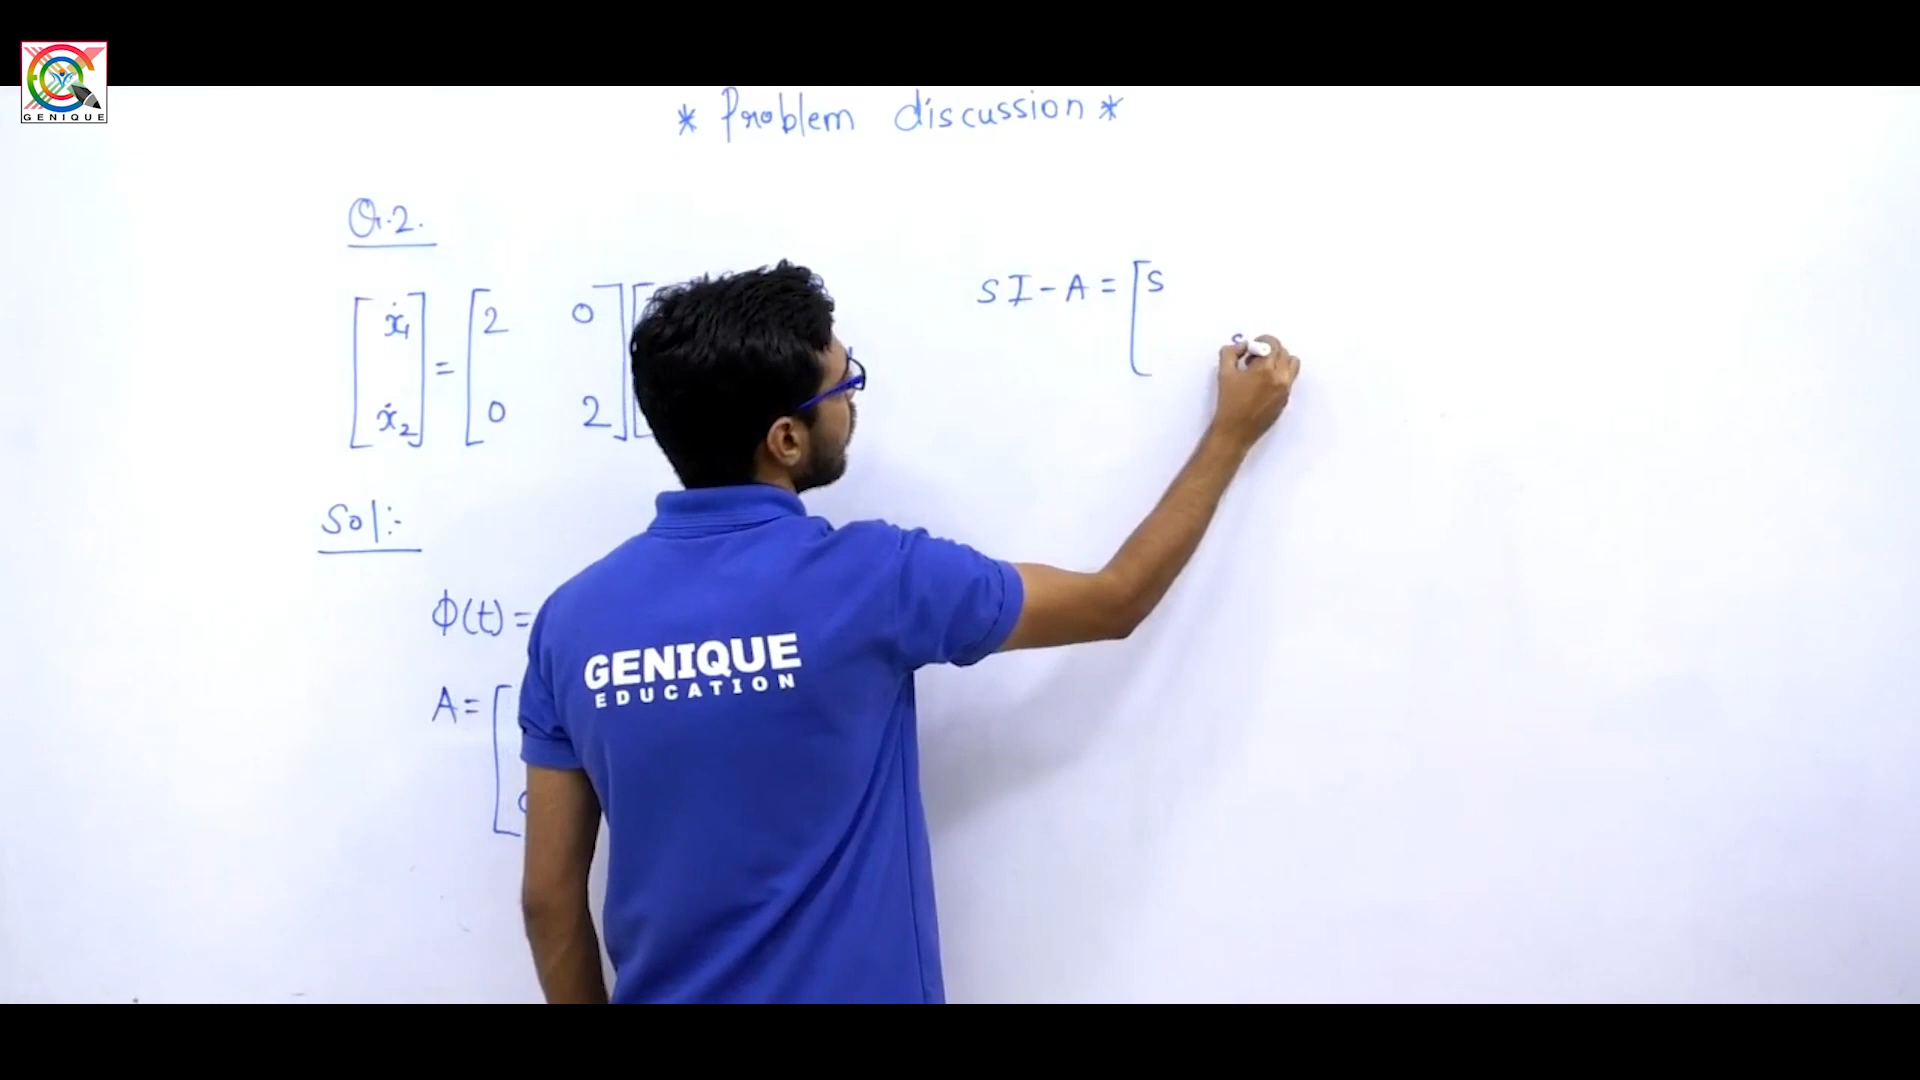 GENIQUE
* Problem discussion *
Q.2.
[ẋ₁ ẋ₂] = [2 0
0 2] [
SI - A = [S
S
Sol:-
ϕ(t) =
A = [
GENIQUE
EDUCATION